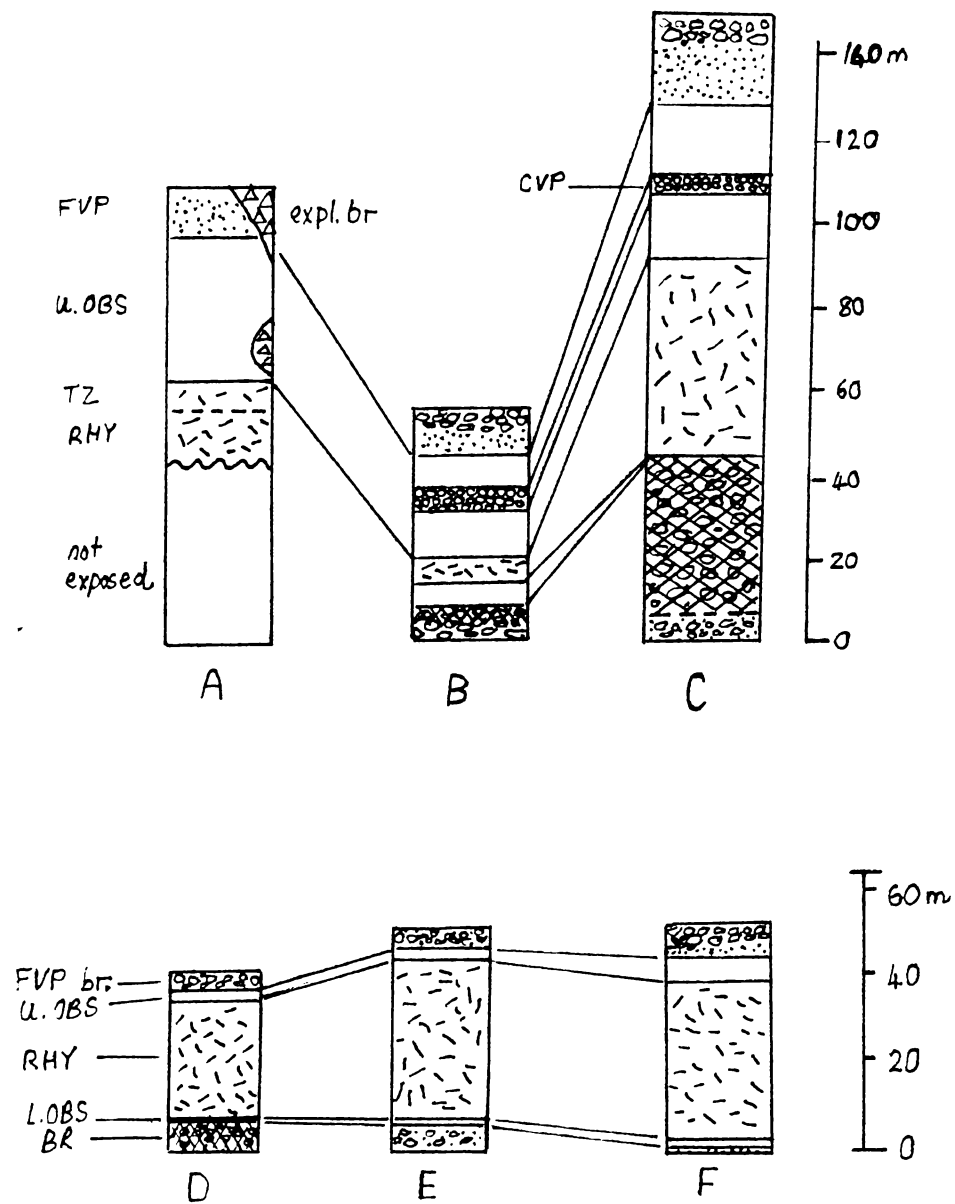 160 m
120
CVP
FVP
expl. br
100
U. OBS
80
TZ
60
RHY
40
not
exposed
20
0
A
B
C
60 m
FVP br.
40
U. OBS
RHY
20
L. OBS
BR
0
D
E
F